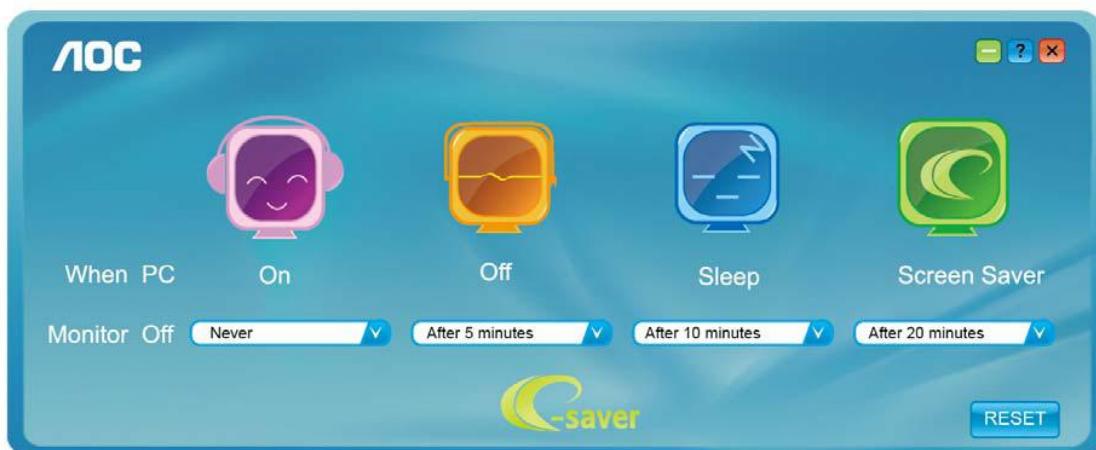 AOC
?
When PC On Off Sleep Screen Saver
Monitor Off Never After 5 minutes After 10 minutes After 20 minutes
e-saver
RESET